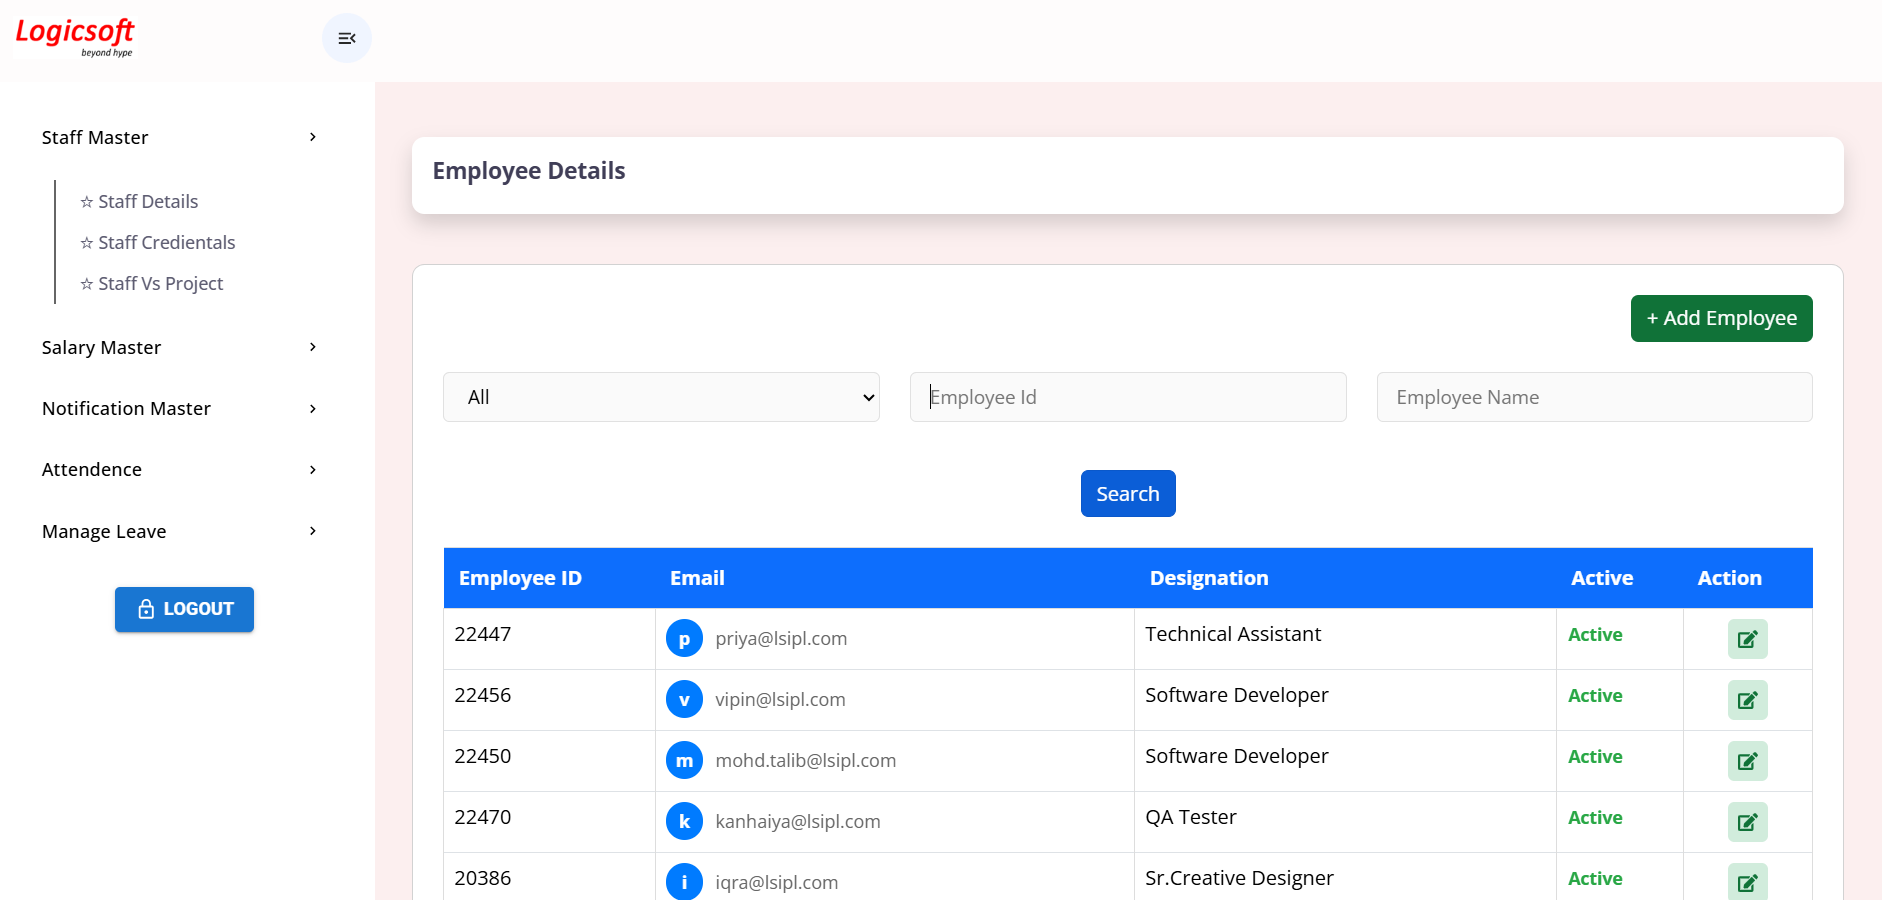 Logicsoft
beyond hype
Staff Master
☆ Staff Details
☆ Staff Credientals
☆ Staff Vs Project
Salary Master
Notification Master
Attendence
Manage Leave
LOGOUT
Employee Details
+ Add Employee
All
Employee Id
Employee Name
Search
Employee ID Email Designation Active Action
22447 p priya@lsipl.com Technical Assistant Active
22456 v vipin@lsipl.com Software Developer Active
22450 m mohd.talib@lsipl.com Software Developer Active
22470 k kanhaiya@lsipl.com QA Tester Active
20386 i iqra@lsipl.com Sr.Creative Designer Active